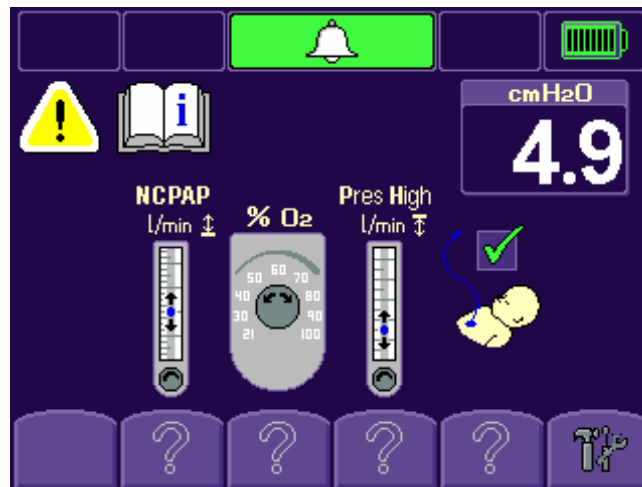 cmH2O
4.9
i
NCPAP
l/min
% O2
Pres High
l/min
50 60 70
40 80
30 90
21 100
? ? ? ?